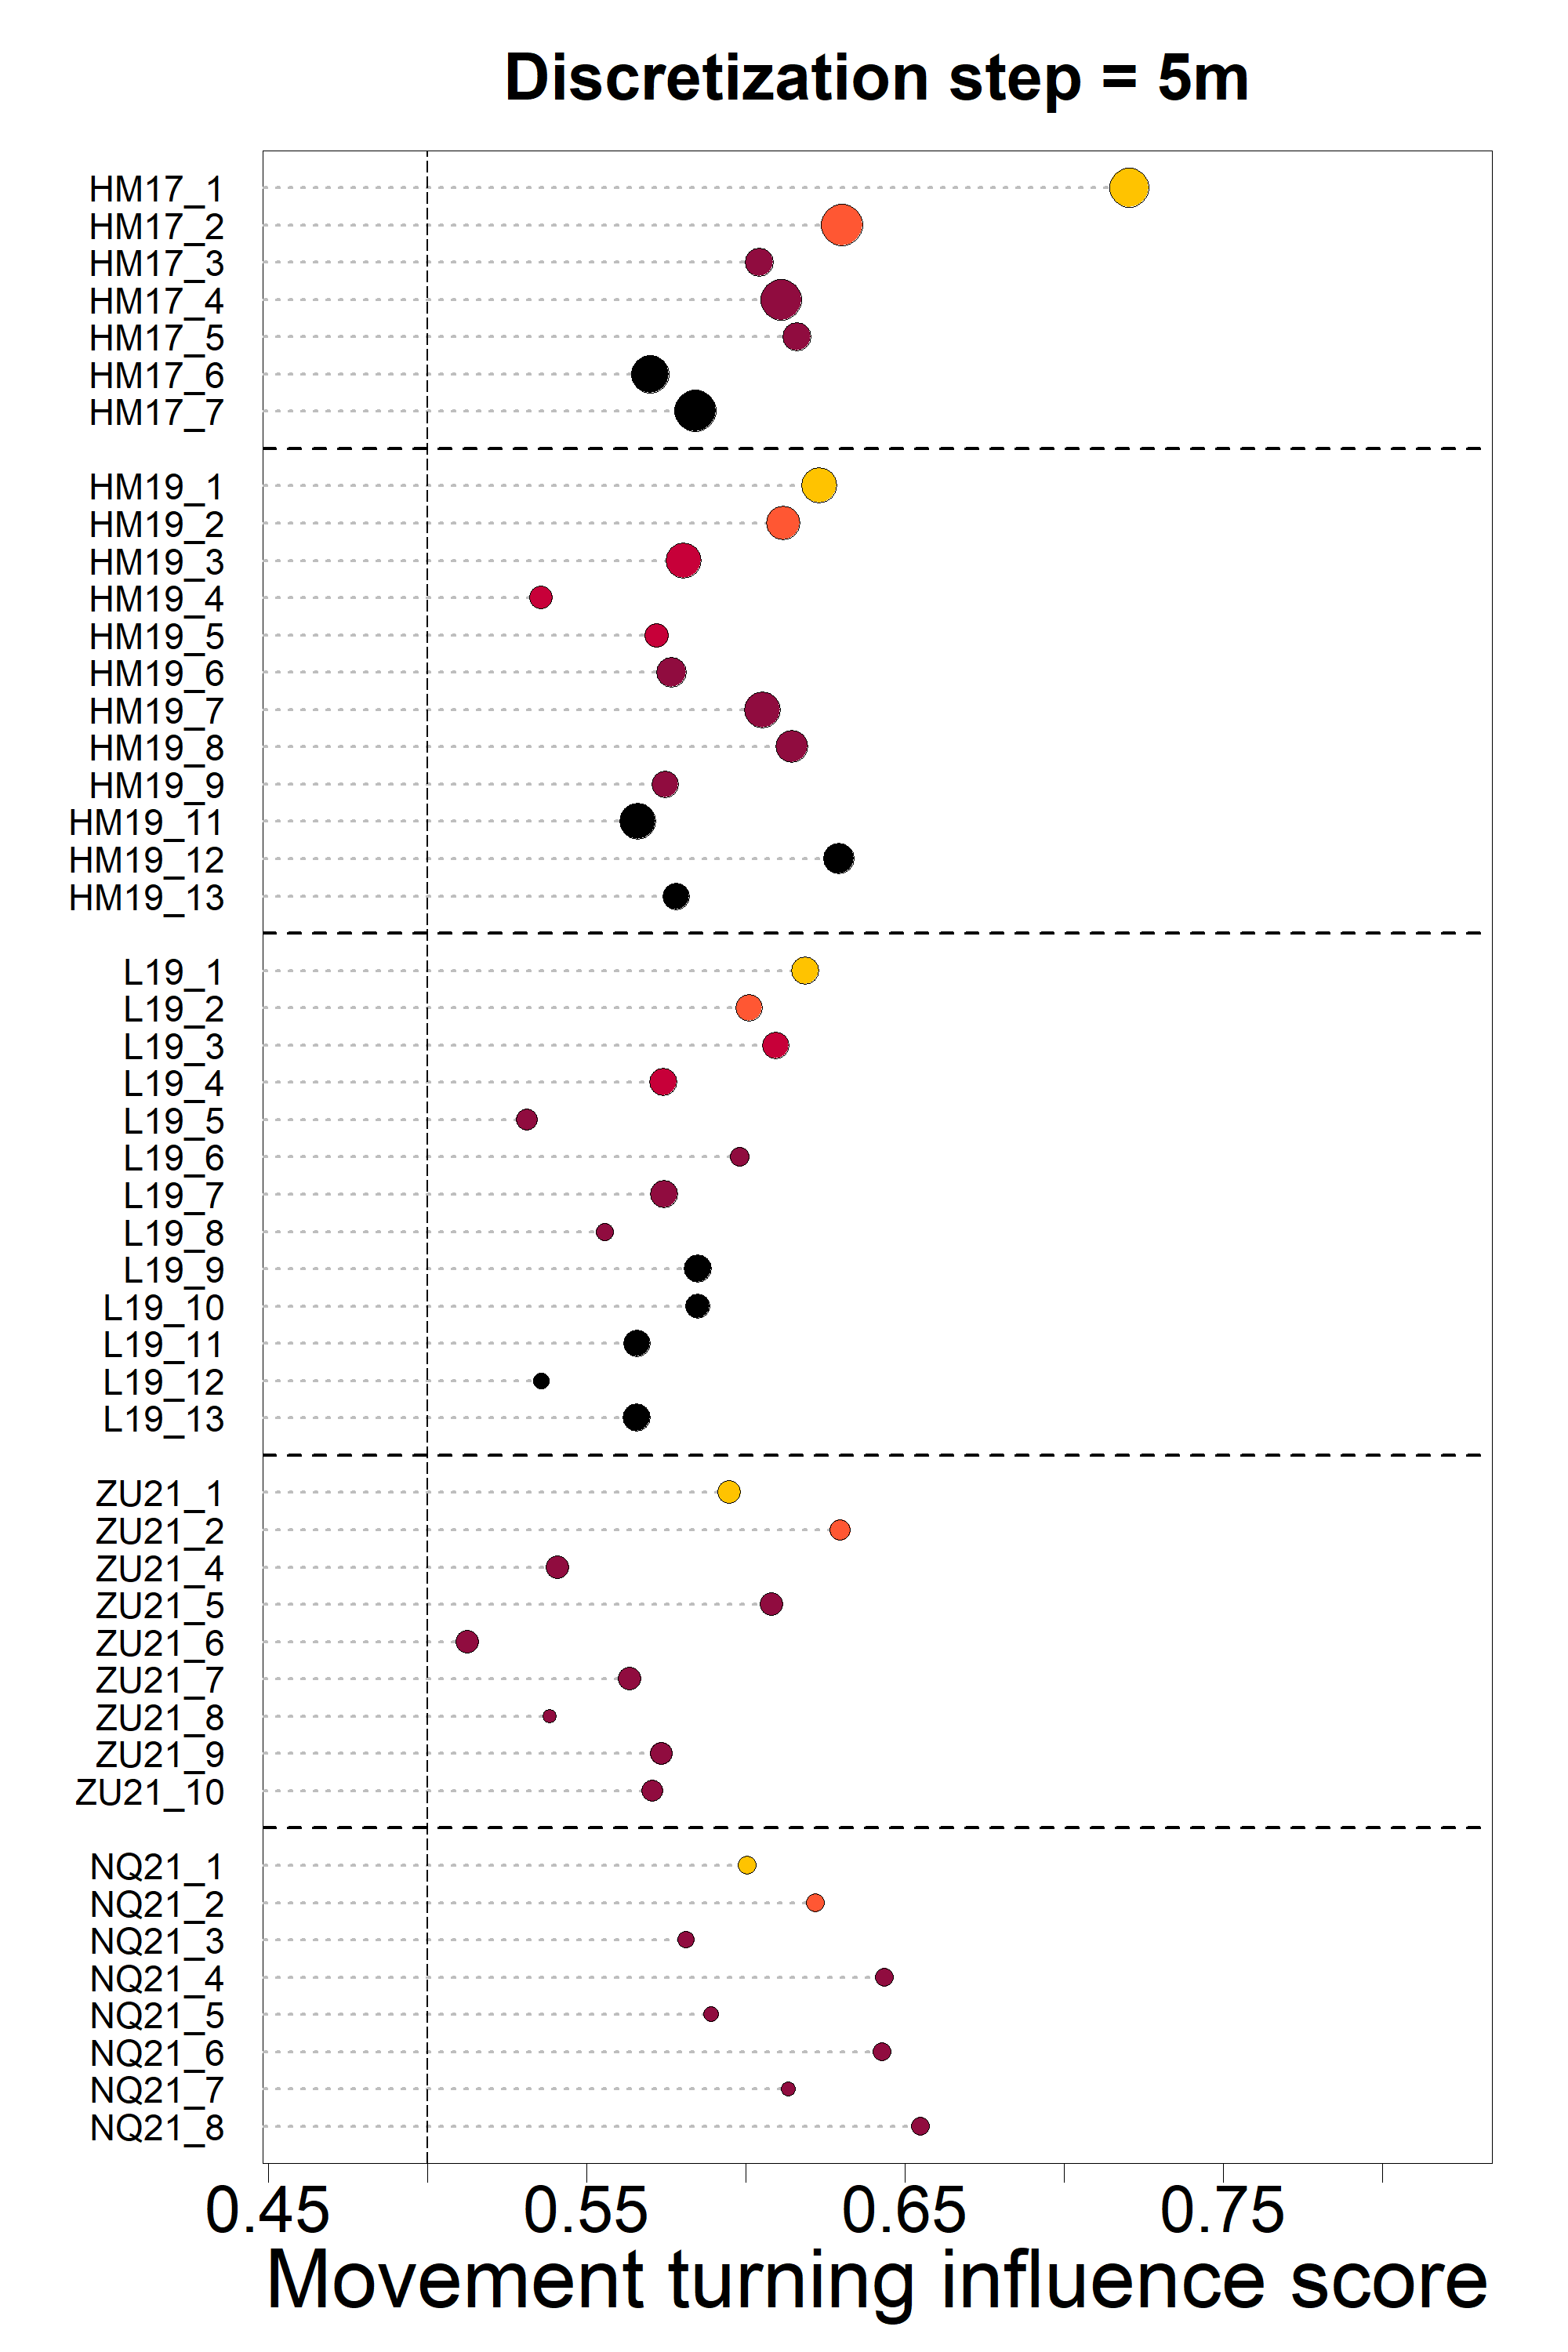 Discretization step = 5m
HM17_1
HM17_2
HM17_3
HM17_4
HM17_5
HM17_6
HM17_7
HM19_1
HM19_2
HM19_3
HM19_4
HM19_5
HM19_6
HM19_7
HM19_8
HM19_9
HM19_11
HM19_12
HM19_13
L19_1
L19_2
L19_3
L19_4
L19_5
L19_6
L19_7
L19_8
L19_9
L19_10
L19_11
L19_12
L19_13
ZU21_1
ZU21_2
ZU21_4
ZU21_5
ZU21_6
ZU21_7
ZU21_8
ZU21_9
ZU21_10
NQ21_1
NQ21_2
NQ21_3
NQ21_4
NQ21_5
NQ21_6
NQ21_7
NQ21_8
0.45 0.55 0.65 0.75
Movement turning influence score